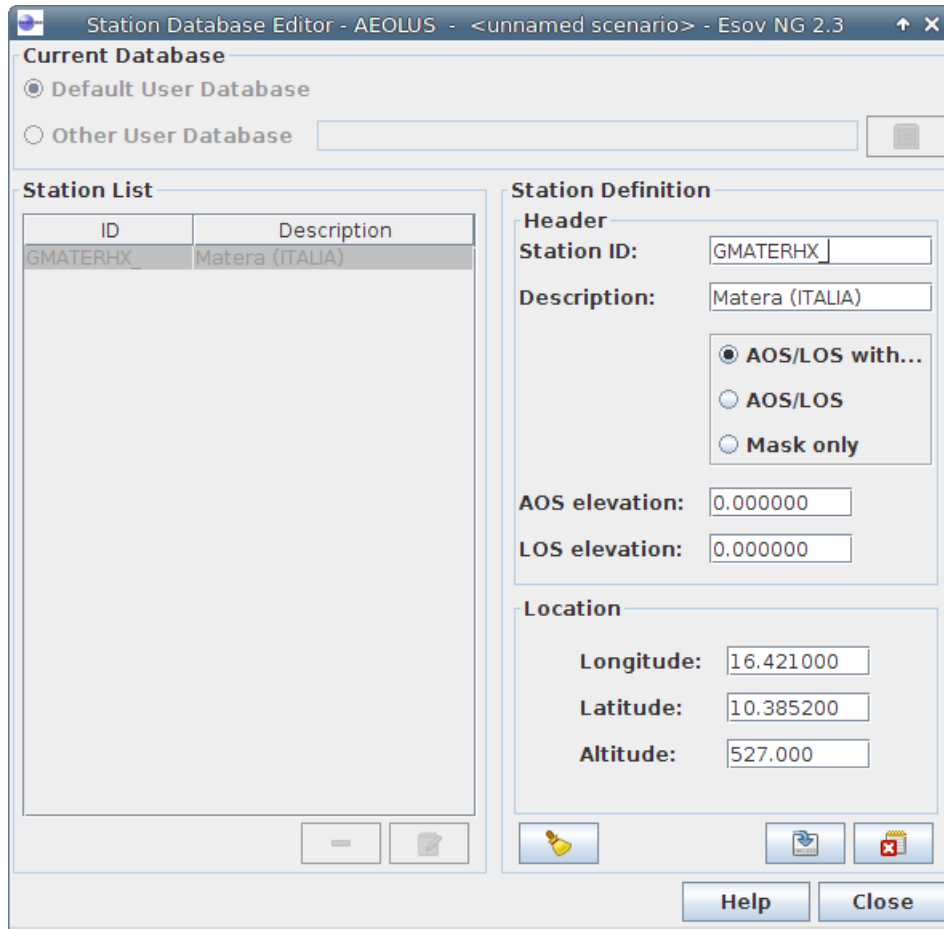 Station Database Editor - AEOLUS - <unnamed scenario> - Esov NG 2.3
Current Database
Default User Database
Other User Database
Station List
ID Description
GMATERHX_ Matera (ITALIA)
Station Definition
Header
Station ID: GMATERHX_
Description: Matera (ITALIA)
AOS/LOS with...
AOS/LOS
Mask only
AOS elevation: 0.000000
LOS elevation: 0.000000
Location
Longitude: 16.421000
Latitude: 10.385200
Altitude: 527.000
Help Close